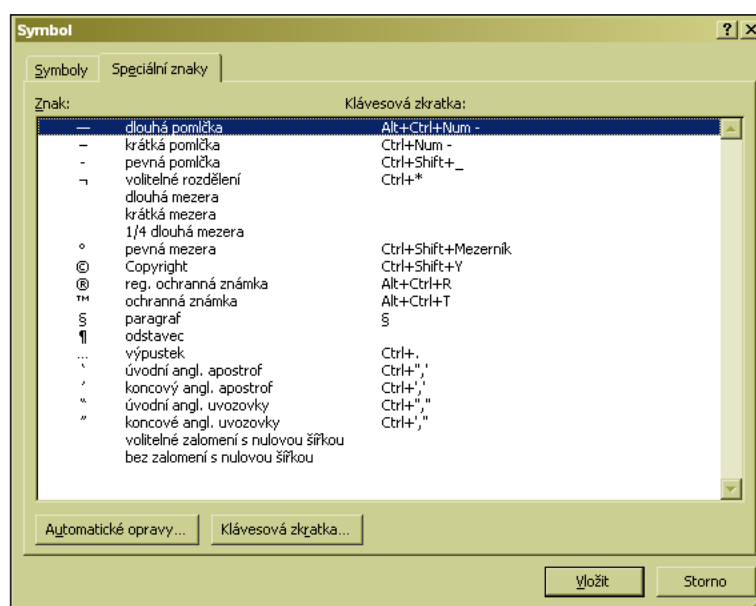 Symbol
Symboly Speciální znaky
Znak: Klávesová zkratka:
— dlouhá pomlčka Alt+Ctrl+Num -
– krátká pomlčka Ctrl+Num -
- pevná pomlčka Ctrl+Shift+_
¬ volitelné rozdělení Ctrl+*
dlouhá mezera
krátká mezera
1/4 dlouhá mezera
° pevná mezera Ctrl+Shift+Mezerník
© Copyright Ctrl+Shift+Y
® reg. ochranná známka Alt+Ctrl+R
™ ochranná známka Alt+Ctrl+T
§ paragraf §
¶ odstavec
… výpustek Ctrl+.
‘ úvodní angl. apostrof Ctrl+",'
’ koncový angl. apostrof Ctrl+','
“ úvodní angl. uvozovky Ctrl+","
” koncové angl. uvozovky Ctrl+',"
volitelné zalomení s nulovou šířkou
bez zalomení s nulovou šířkou
Automatické opravy... Klávesová zkratka...
Vložit Storno